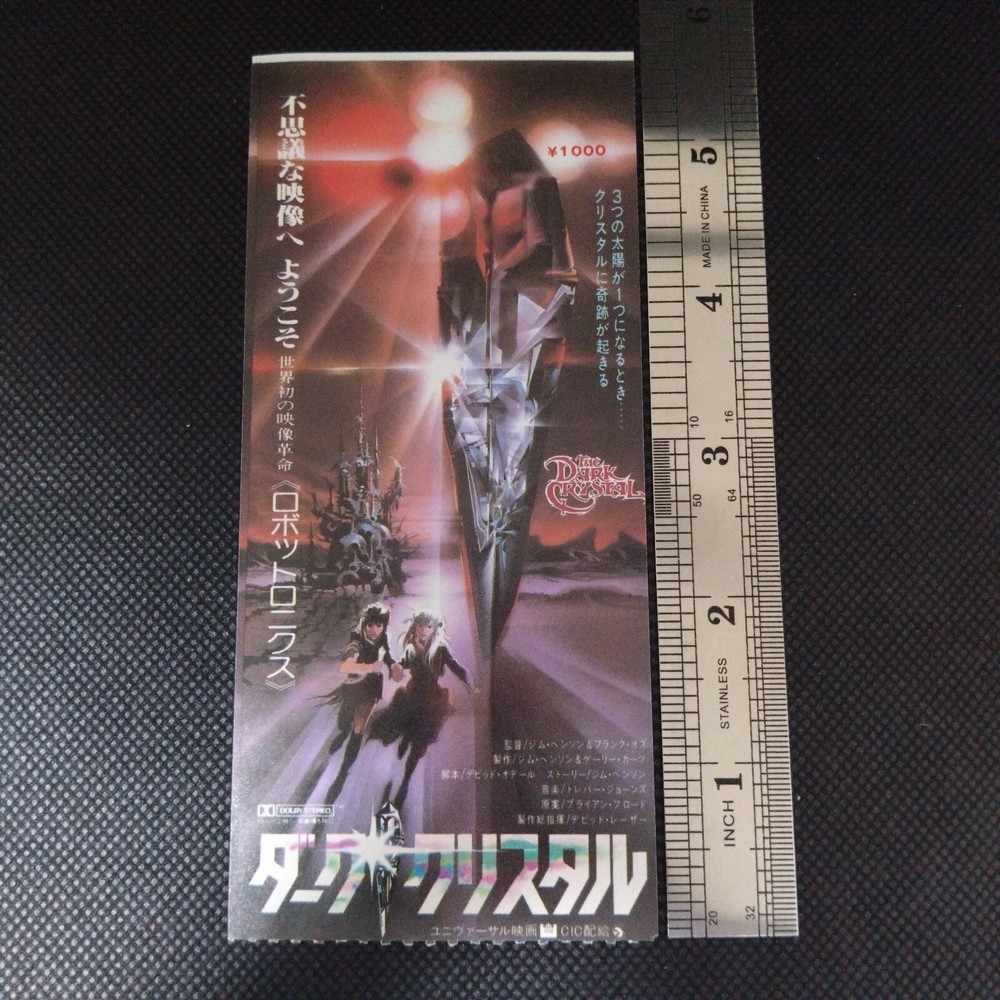 不思議な映像へ ようこそ
世界初の映像革命
《ロボットロニクス》
¥1000
3つの太陽が1つになるとき.....
クリスタルに奇跡が起きる
THE
DARK
CRYSTAL
監督/ジム・ヘンソン&フランク・オズ
製作/ジム・ヘンソン&ゲーリー・カーツ
脚本/デビッド・オデール ストーリー/ジム・ヘンソン
音楽/トレバー・ジョーンズ
原案/ブライアン・フロード
製作総指揮/デビッド・レーザー
DOLBY STEREO
ダーク クリスタル
ユニヴァーサル映画 CIC配給
6
5
MADE IN CHINA
4
10
16
3
50
64
2
STAINLESS
1
INCH
20
32